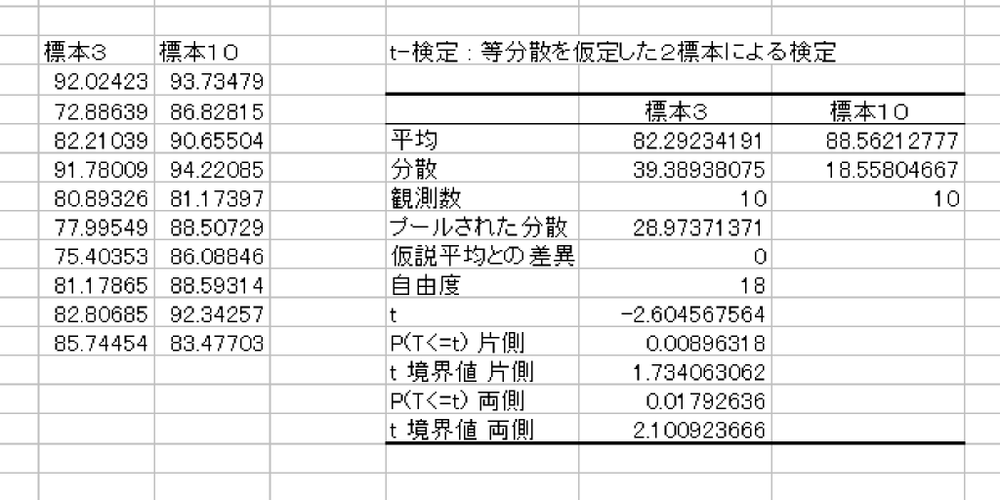 標本3 標本10 t-検定：等分散を仮定した2標本による検定
92.02423 93.73479
72.88639 86.82815 標本3 標本10
82.21039 90.65504 平均 82.29234191 88.56212777
91.78009 94.22085 分散 39.38938075 18.55804667
80.89326 81.17397 観測数 10 10
77.99549 88.50729 プールされた分散 28.97371371
75.40353 86.08846 仮説平均との差異 0
81.17865 88.59314 自由度 18
82.80685 92.34257 t -2.604567564
85.74454 83.47703 P(T<=t) 片側 0.00896318
t 境界値 片側 1.734063062
P(T<=t) 両側 0.01792636
t 境界値 両側 2.100923666